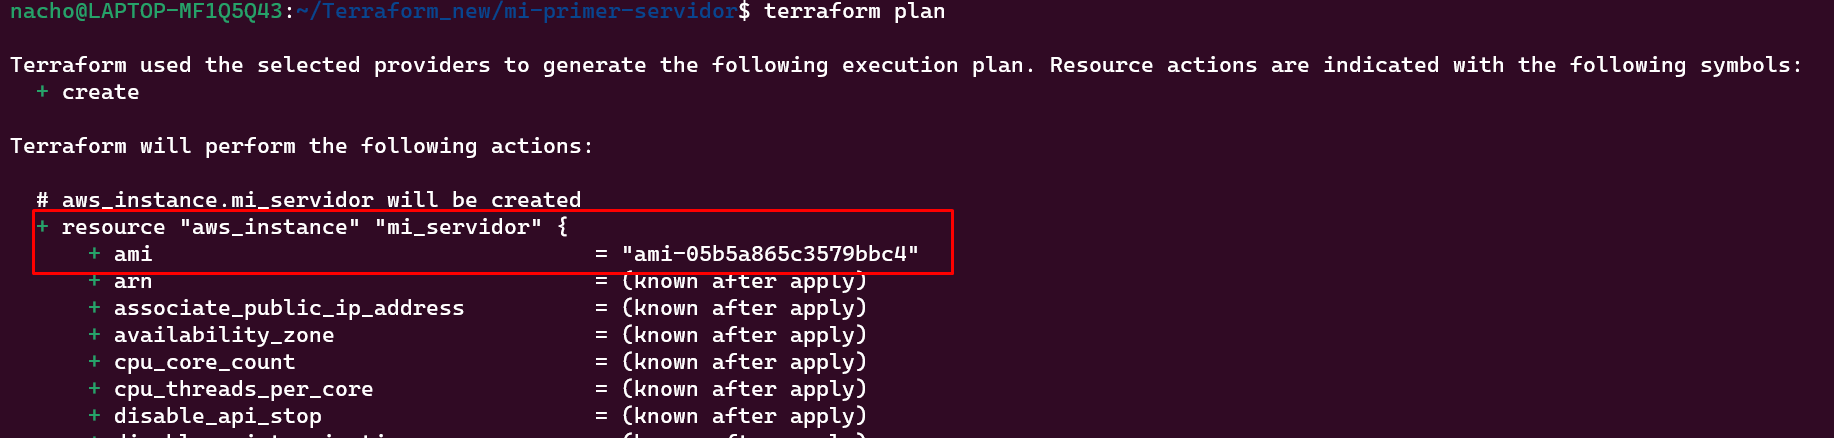 nacho@LAPTOP-MF1Q5Q43:~/Terraform_new/mi-primer-servidor$ terraform plan
Terraform used the selected providers to generate the following execution plan. Resource actions are indicated with the following symbols:
+ create
Terraform will perform the following actions:
# aws_instance.mi_servidor will be created
+ resource "aws_instance" "mi_servidor" {
+ ami = "ami-05b5a865c3579bbc4"
+ arn = (known after apply)
+ associate_public_ip_address = (known after apply)
+ availability_zone = (known after apply)
+ cpu_core_count = (known after apply)
+ cpu_threads_per_core = (known after apply)
+ disable_api_stop = (known after apply)